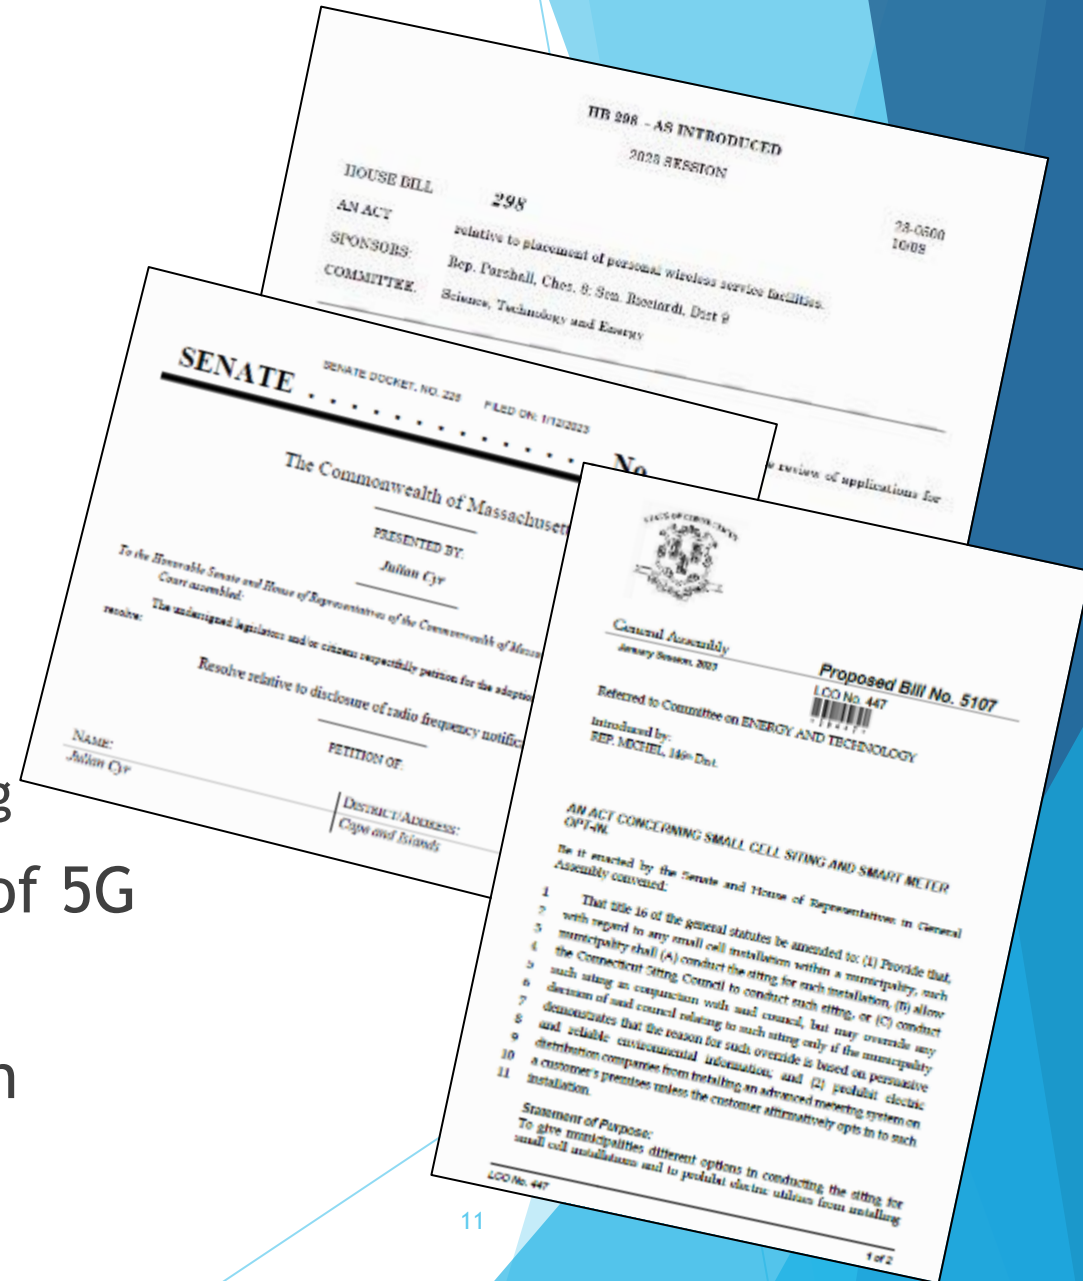 HB 298 - AS INTRODUCED
2023 SESSION
23-0500
10/08
HOUSE BILL 298
AN ACT relative to placement of personal wireless service facilities.
SPONSORS: Rep. Parshall, Ches. 8; Sen. Ricciardi, Dist 9
COMMITTEE: Science, Technology and Energy
e review of applications for
SENATE DOCKET, NO. 228 FILED ON: 1/12/2023
SENATE . . . . . . . . . . . . . . No.
The Commonwealth of Massachusett
PRESENTED BY:
Julian Cyr
To the Honorable Senate and House of Representatives of the Commonwealth of Massa
Court assembled:
The undersigned legislators and/or citizens respectfully petition for the adoptio
resolve:
Resolve relative to disclosure of radio frequency notific
PETITION OF:
NAME: DISTRICT/ADDRESS:
Julian Cyr Cape and Islands
STATE OF CONNECTICUT
General Assembly Proposed Bill No. 5107
January Session, 2023
LCO No. 447
Referred to Committee on ENERGY AND TECHNOLOGY
Introduced by:
REP. MICHEL, 146th Dist.
AN ACT CONCERNING SMALL CELL SITING AND SMART METER
OPT-IN.
Be it enacted by the Senate and House of Representatives in General
Assembly convened:
1 That title 16 of the general statutes be amended to: (1) Provide that,
2 with regard to any small cell installation within a municipality, such
3 municipality shall (A) conduct the siting for such installation, (B) allow
4 the Connecticut Siting Council to conduct such siting, or (C) conduct
5 such siting in conjunction with said council, but may override any
6 decision of said council relating to such siting only if the municipality
7 demonstrates that the reason for such override is based on persuasive
8 and reliable environmental information; and (2) prohibit electric
9 distribution companies from installing an advanced metering system on
10 a customer's premises unless the customer affirmatively opts in to such
11 installation.
Statement of Purpose:
To give municipalities different options in conducting the siting for
small cell installations and to prohibit electric utilities from installing
LCO No. 447
1 of 2
g
of 5G
n
11